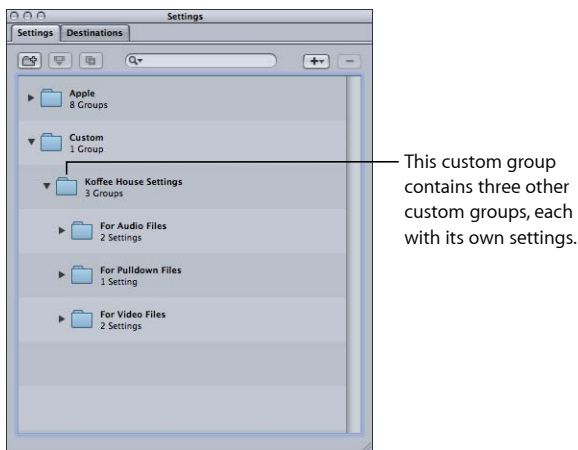 Settings
Settings Destinations
Apple
8 Groups
Custom
1 Group
Koffee House Settings
3 Groups
For Audio Files
2 Settings
For Pulldown Files
1 Setting
For Video Files
2 Settings
This custom group
contains three other
custom groups, each
with its own settings.